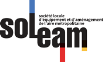 société locale
d'équipement et d'aménagement
de l'aire métropolitaine
soleam